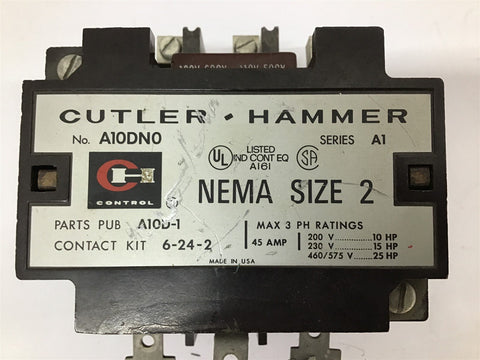 CUTLER · HAMMER
No. A10DN0
SERIES A1
UL LISTED
IND CONT EQ
A161
SA
CONTROL
NEMA SIZE 2
PARTS PUB A10D-1
CONTACT KIT 6-24-2
45 AMP
MAX 3 PH RATINGS
200 V 10 HP
230 V 15 HP
460/575 V 25 HP
MADE IN USA